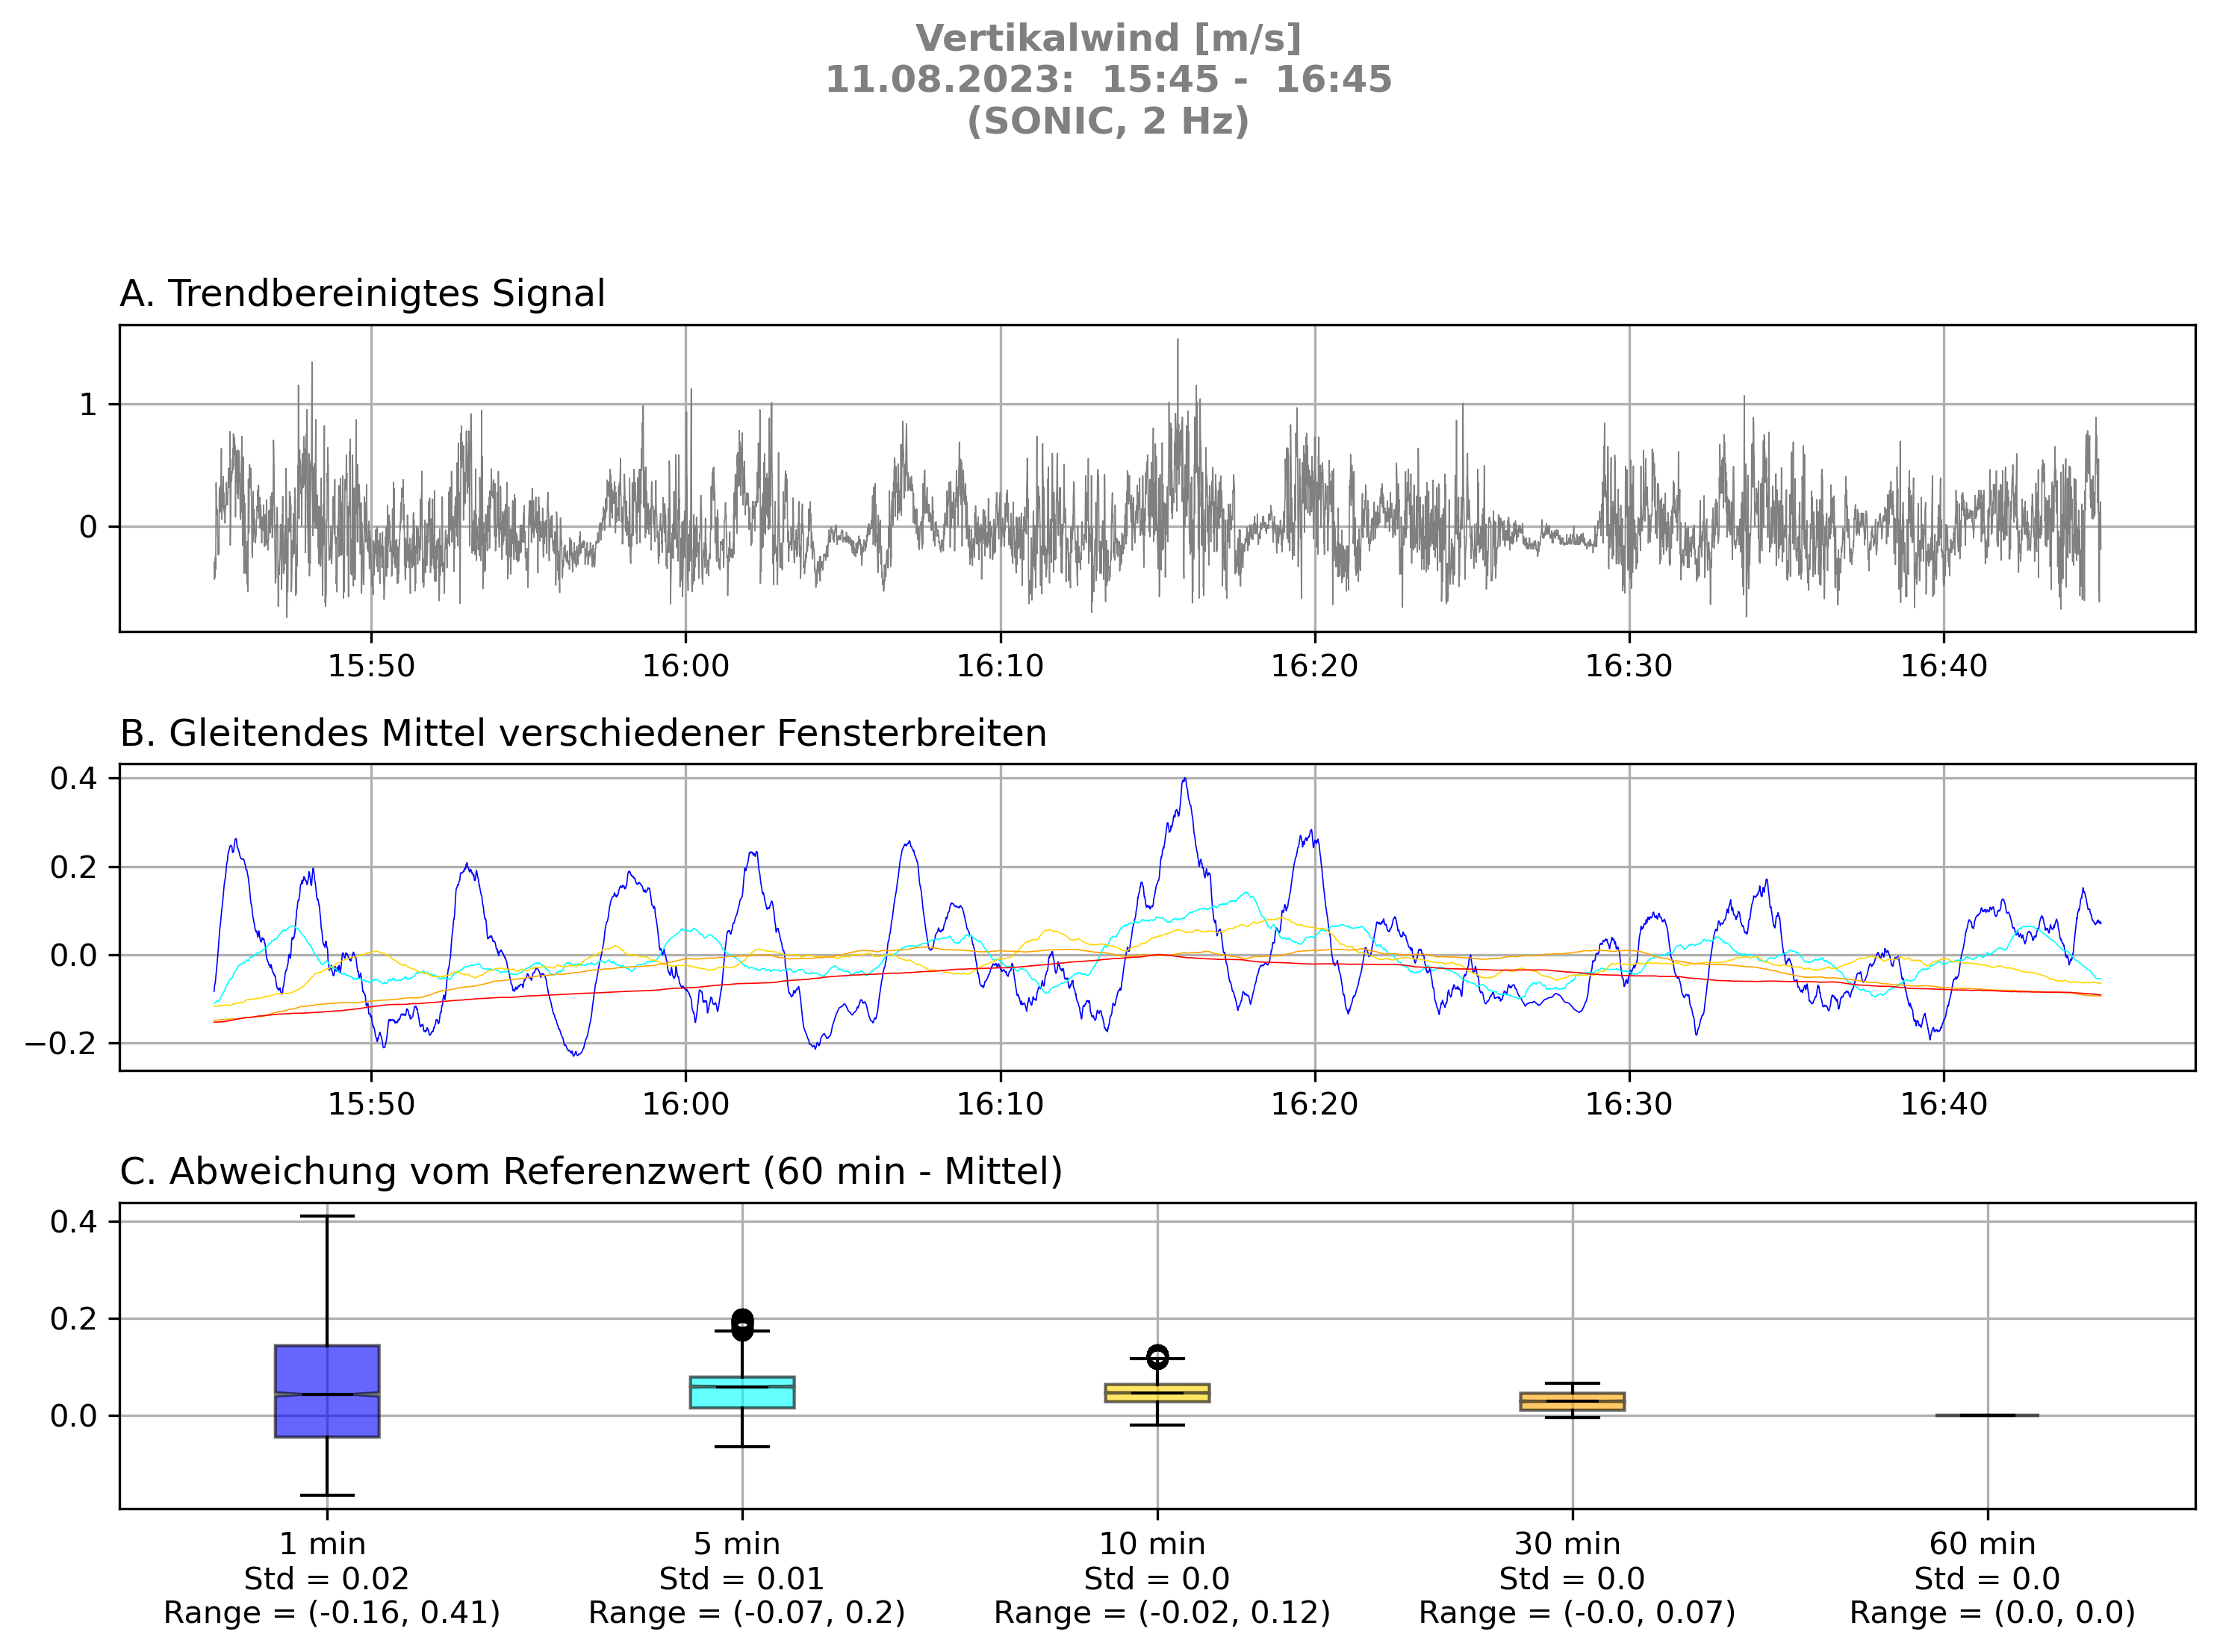 Vertikalwind [m/s]
11.08.2023:  15:45 -  16:45
(SONIC, 2 Hz)
A. Trendbereinigtes Signal
1
0
15:50 16:00 16:10 16:20 16:30 16:40
B. Gleitendes Mittel verschiedener Fensterbreiten
0.4
0.2
0.0
−0.2
15:50 16:00 16:10 16:20 16:30 16:40
C. Abweichung vom Referenzwert (60 min - Mittel)
0.4
0.2
0.0
1 min 5 min 10 min 30 min 60 min
Std = 0.02 Std = 0.01 Std = 0.0 Std = 0.0 Std = 0.0
Range = (-0.16, 0.41) Range = (-0.07, 0.2) Range = (-0.02, 0.12) Range = (-0.0, 0.07) Range = (0.0, 0.0)